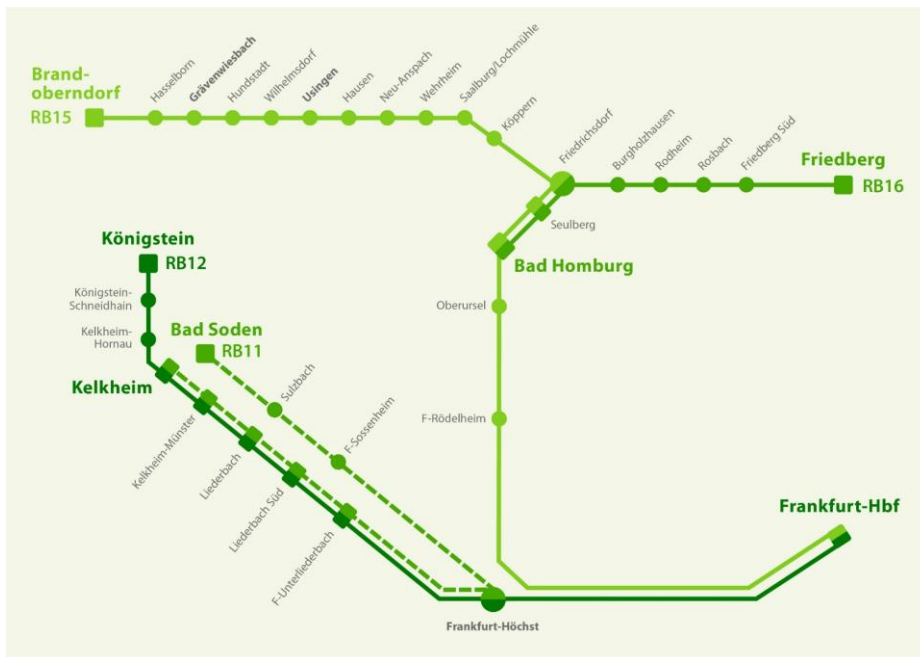 Brand-
oberndorf
RB15
Hasselborn
Grävenwiesbach
Hundstadt
Wilhelmsdorf
Usingen
Hausen
Neu-Anspach
Wehrheim
Saalburg/Lochmühle
Köppern
Friedrichsdorf
Burgholzhausen
Rodheim
Rosbach
Friedberg Süd
Friedberg
RB16
Seulberg
Bad Homburg
Königstein
RB12
Königstein-
Schneidhain
Oberursel
Kelkheim-
Hornau
Bad Soden
RB11
Kelkheim
Sulzbach
F-Sossenheim
F-Rödelheim
Kelkheim-Münster
Liederbach
Liederbach Süd
F-Unterliederbach
Frankfurt-Hbf
Frankfurt-Höchst